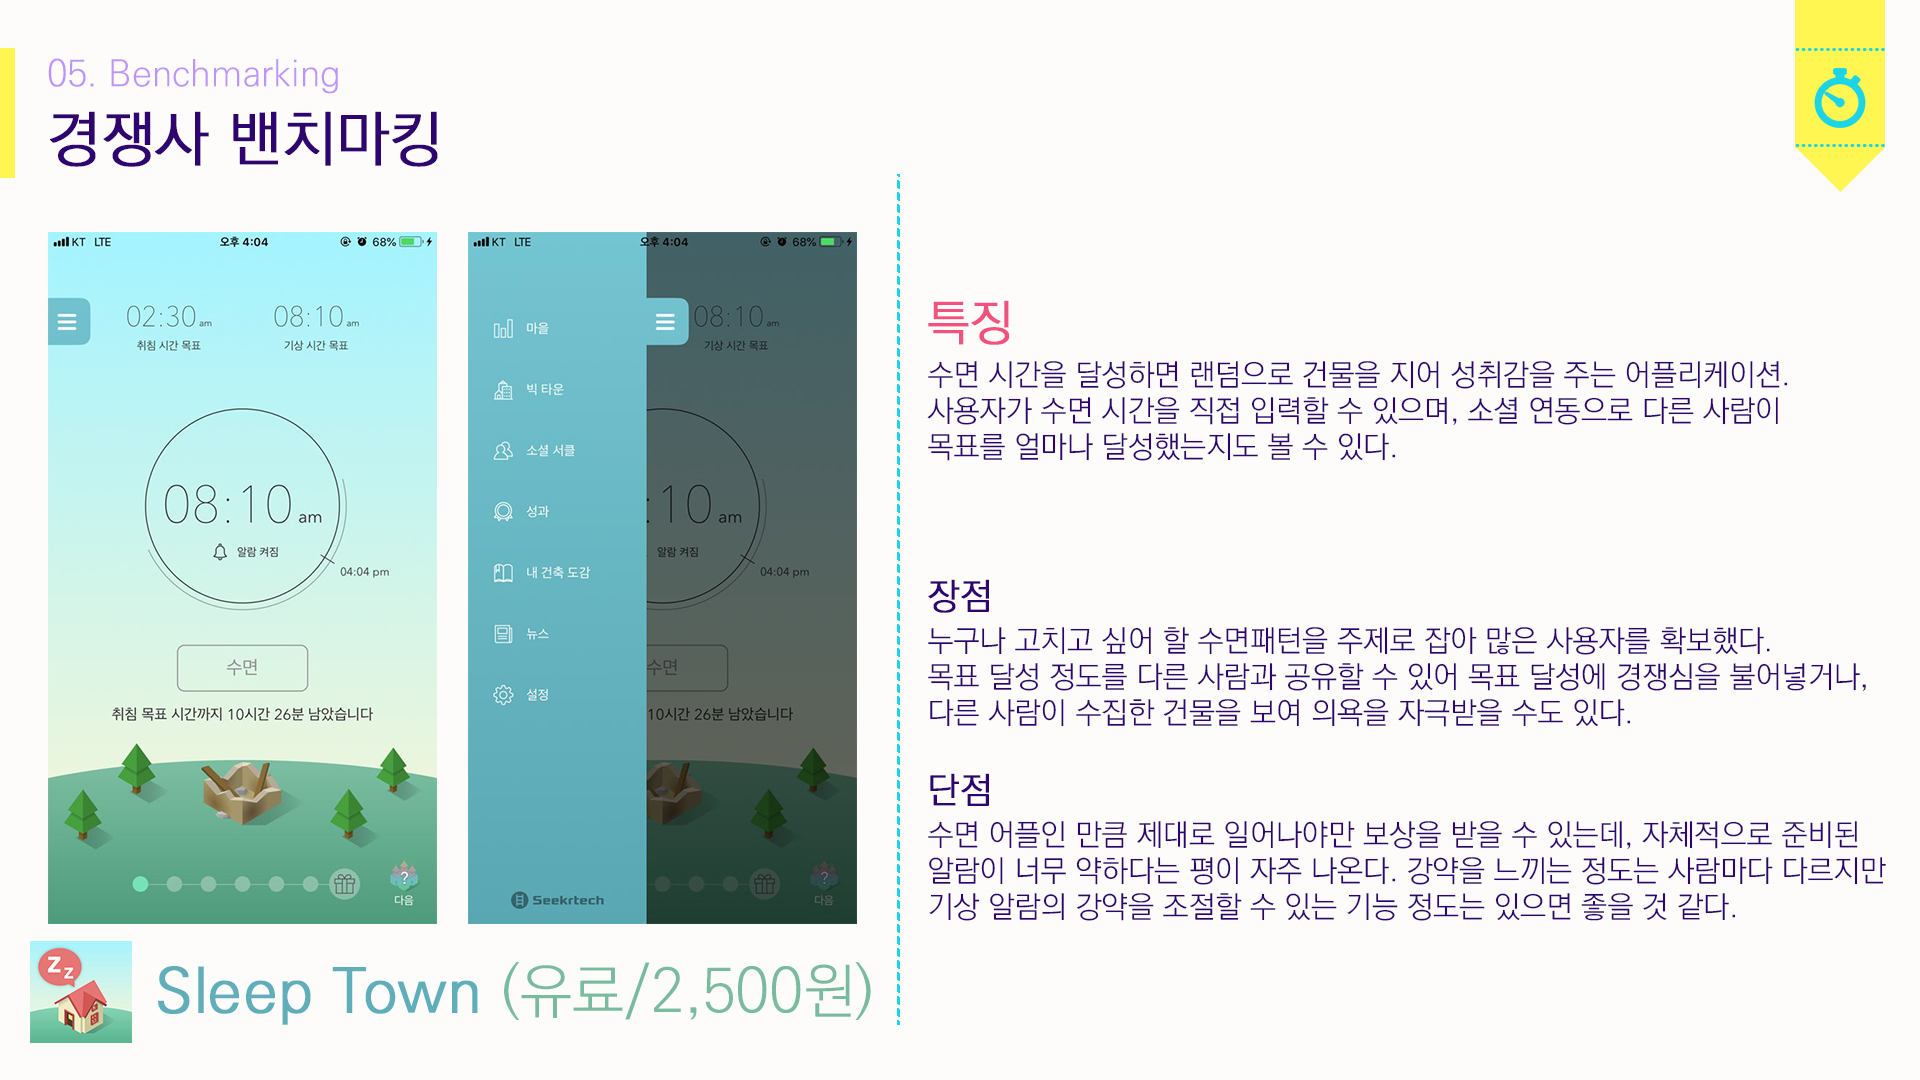 05. Benchmarking
경쟁사 밴치마킹
KT LTE 오후 4:04 68%
02:30 am
취침 시간 목표
08:10 am
기상 시간 목표
08:10 am
알람 켜짐
04:04 pm
수면
취침 목표 시간까지 10시간 26분 남았습니다
?
다음
KT LTE 오후 4:04 68%
마을
빅 타운
소셜 서클
성과
내 건축 도감
뉴스
설정
Seekrtech
08:10 am
기상 시간 목표
:10 am
알람 켜짐
04:04 pm
수면
10시간 26분 남았습니다
?
다음
Zz
Sleep Town (유료/2,500원)
특징
수면 시간을 달성하면 랜덤으로 건물을 지어 성취감을 주는 어플리케이션.
사용자가 수면 시간을 직접 입력할 수 있으며, 소셜 연동으로 다른 사람이
목표를 얼마나 달성했는지도 볼 수 있다.
장점
누구나 고치고 싶어 할 수면패턴을 주제로 잡아 많은 사용자를 확보했다.
목표 달성 정도를 다른 사람과 공유할 수 있어 목표 달성에 경쟁심을 불어넣거나,
다른 사람이 수집한 건물을 보여 의욕을 자극받을 수도 있다.
단점
수면 어플인 만큼 제대로 일어나야만 보상을 받을 수 있는데, 자체적으로 준비된
알람이 너무 약하다는 평이 자주 나온다. 강약을 느끼는 정도는 사람마다 다르지만
기상 알람의 강약을 조절할 수 있는 기능 정도는 있으면 좋을 것 같다.